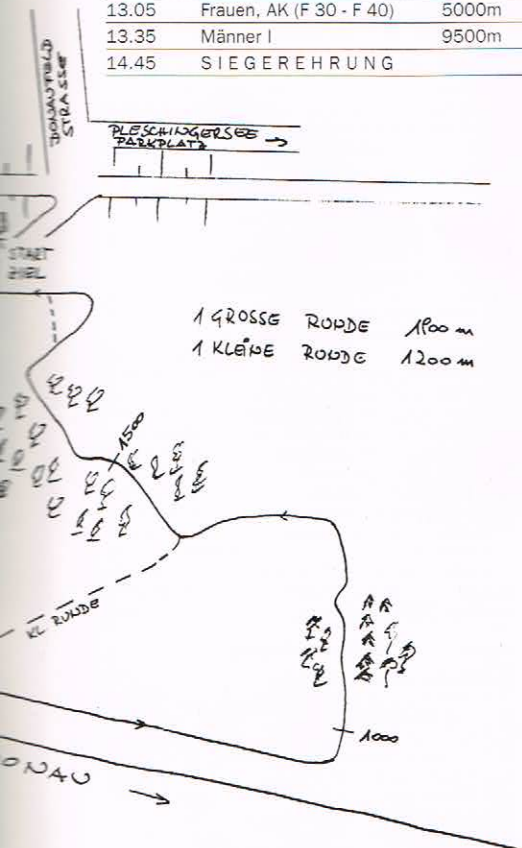 13.05 Frauen, AK (F 30 - F 40) 5000m
13.35 Männer I 9500m
14.45 SIEGEREHRUNG
DONAUFELD
STRASSE
PLESCHINGERSEE →
PARKPLATZ
START
ZIEL
1 GROSSE RUNDE 1900 m
1 KLEINE RUNDE 1200 m
1500
KL RUNDE
1000
ONAU →